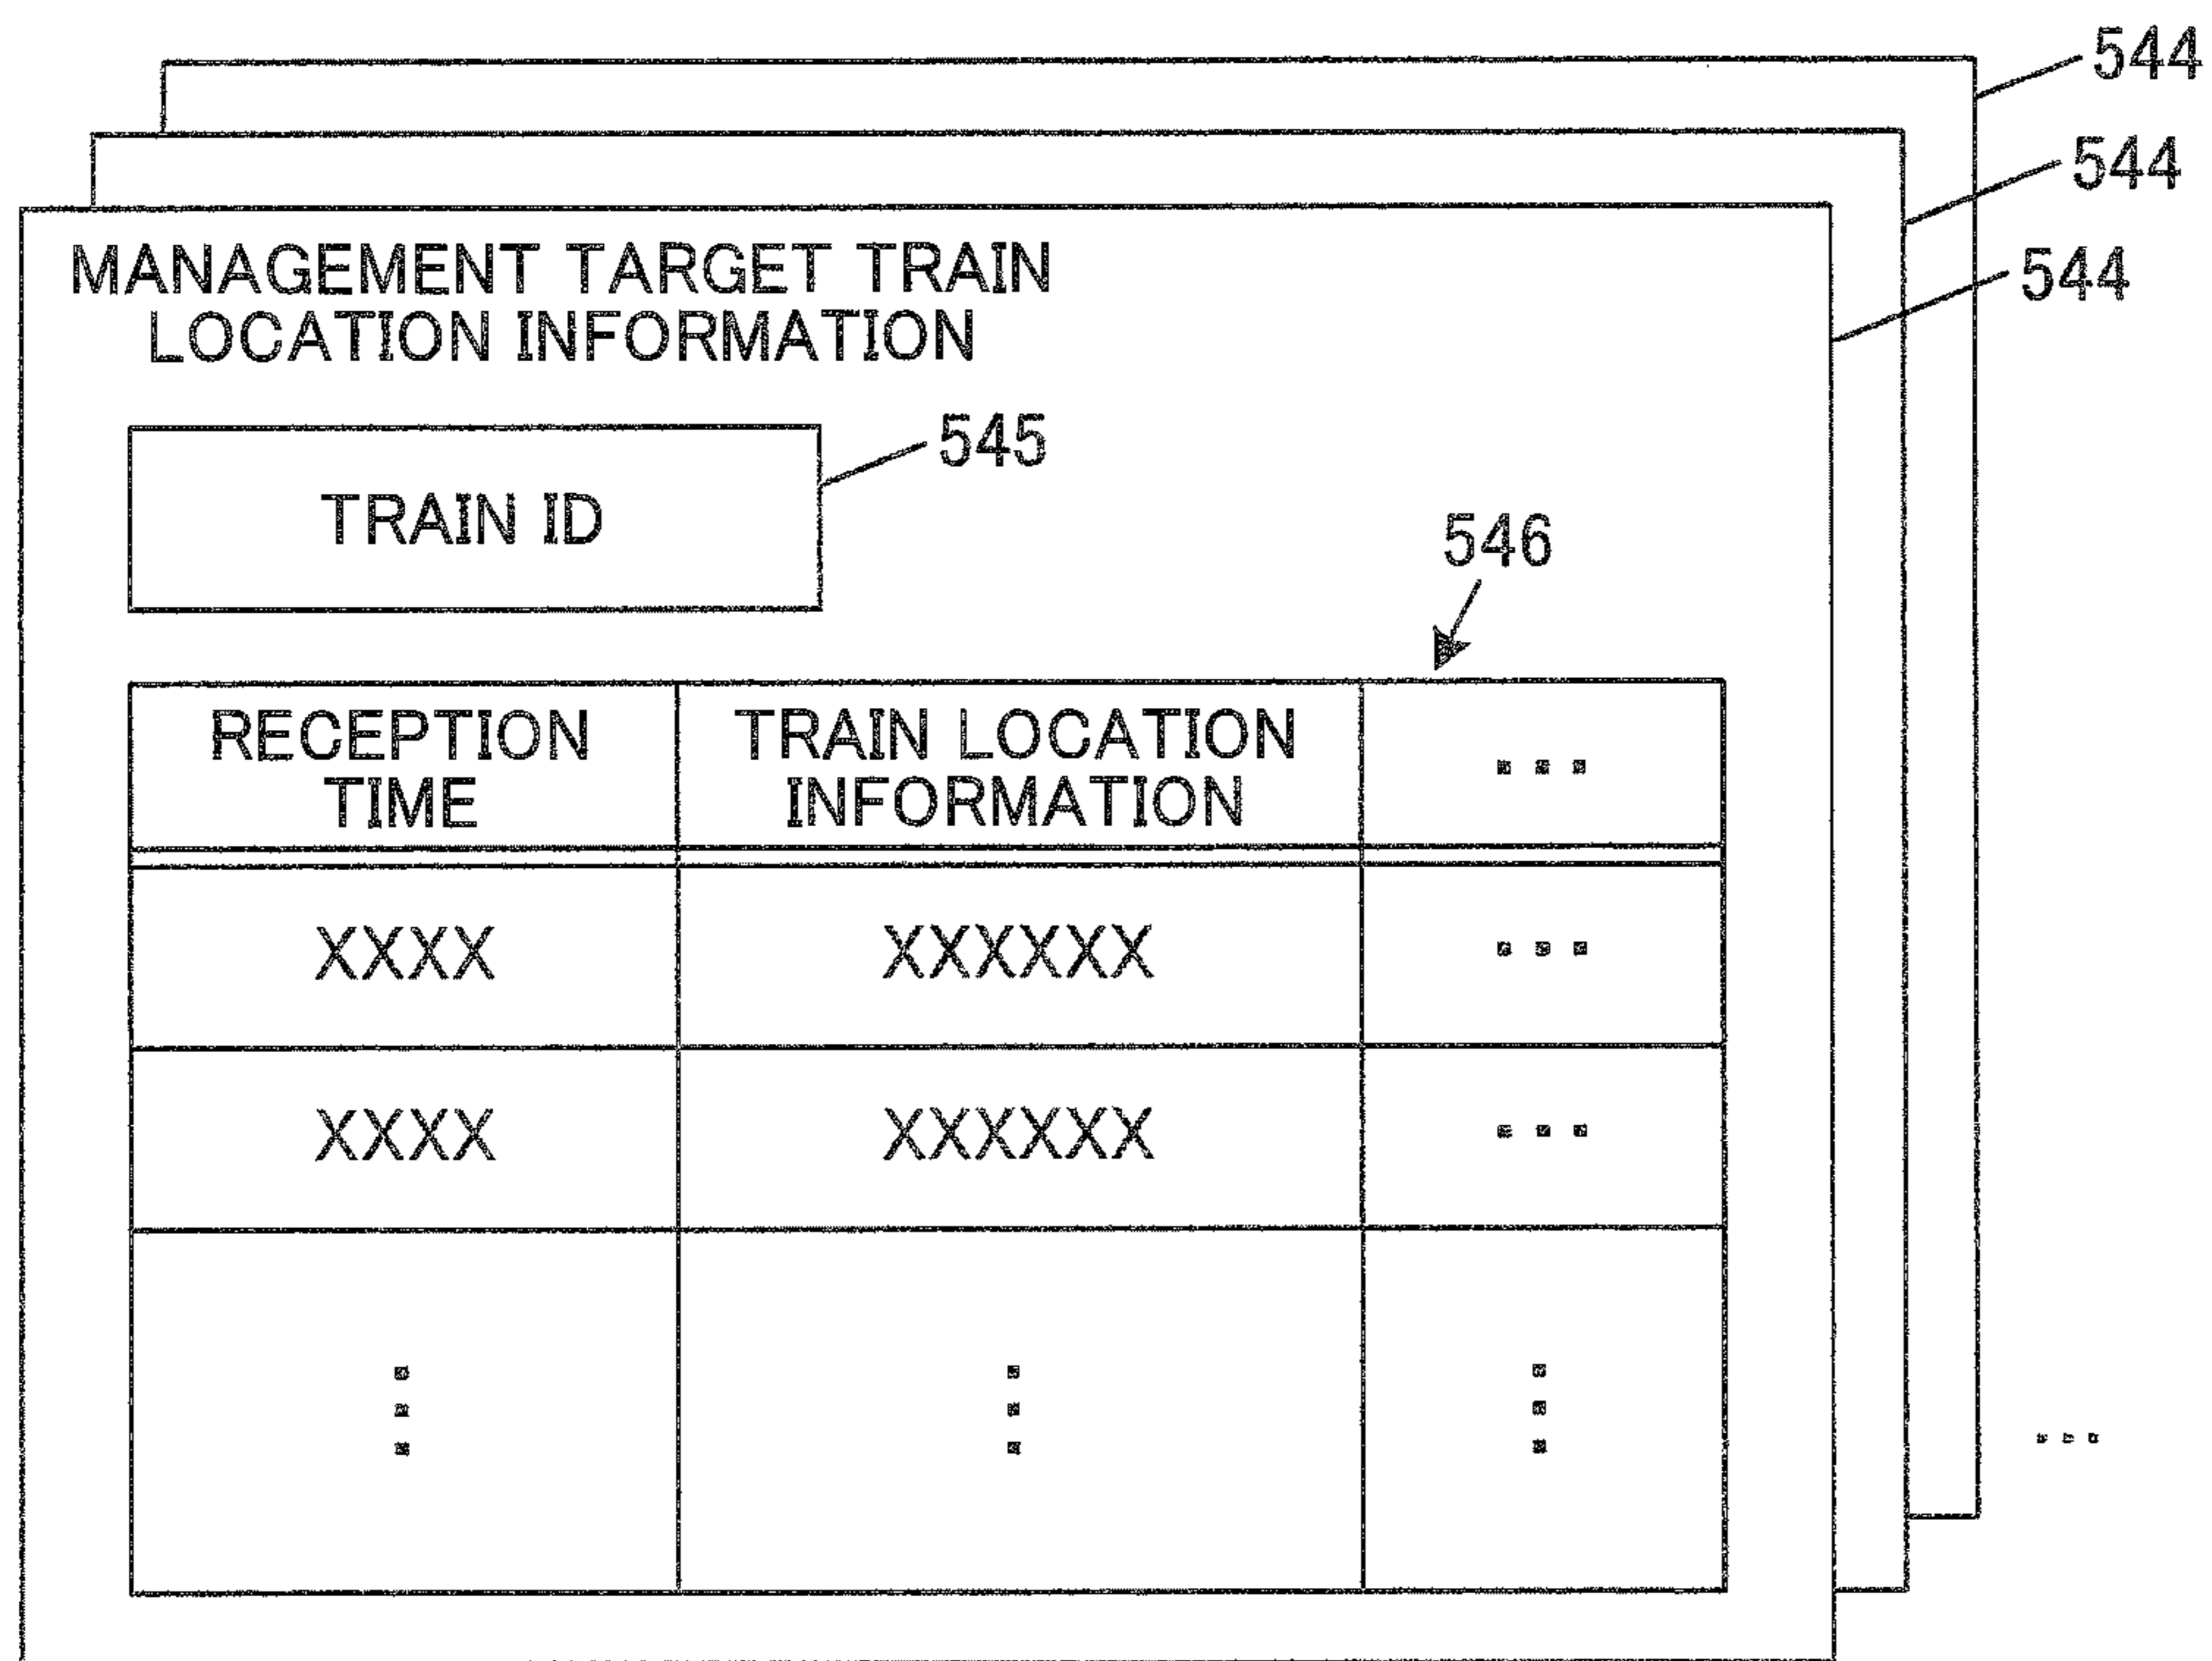 544
544
544
MANAGEMENT TARGET TRAIN
LOCATION INFORMATION
545
TRAIN ID
546
RECEPTION
TIME
TRAIN LOCATION
INFORMATION
...
XXXX
XXXXXX
...
XXXX
XXXXXX
...